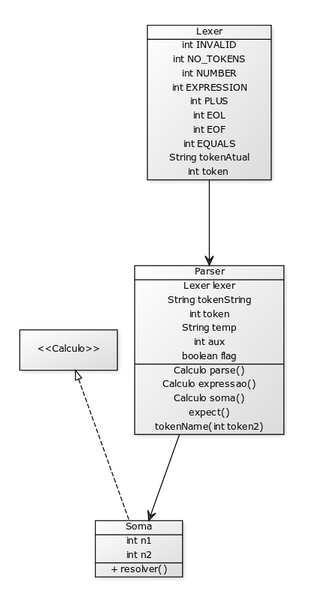 Lexer
int INVALID
int NO_TOKENS
int NUMBER
int EXPRESSION
int PLUS
int EOL
int EOF
int EQUALS
String tokenAtual
int token
Parser
Lexer lexer
String tokenString
int token
String temp
int aux
boolean flag
Calculo parse()
Calculo expressao()
Calculo soma()
expect()
tokenName(int token2)
<<Calculo>>
Soma
int n1
int n2
+ resolver()